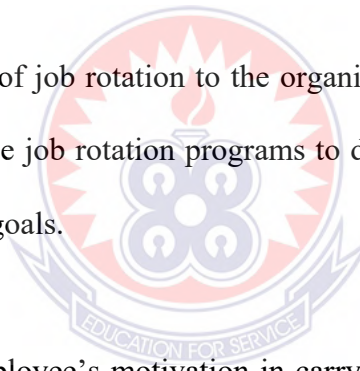 of job rotation to the organi
e job rotation programs to d
goals.
EDUCATION FOR SERVICE
ployee's motivation in carry